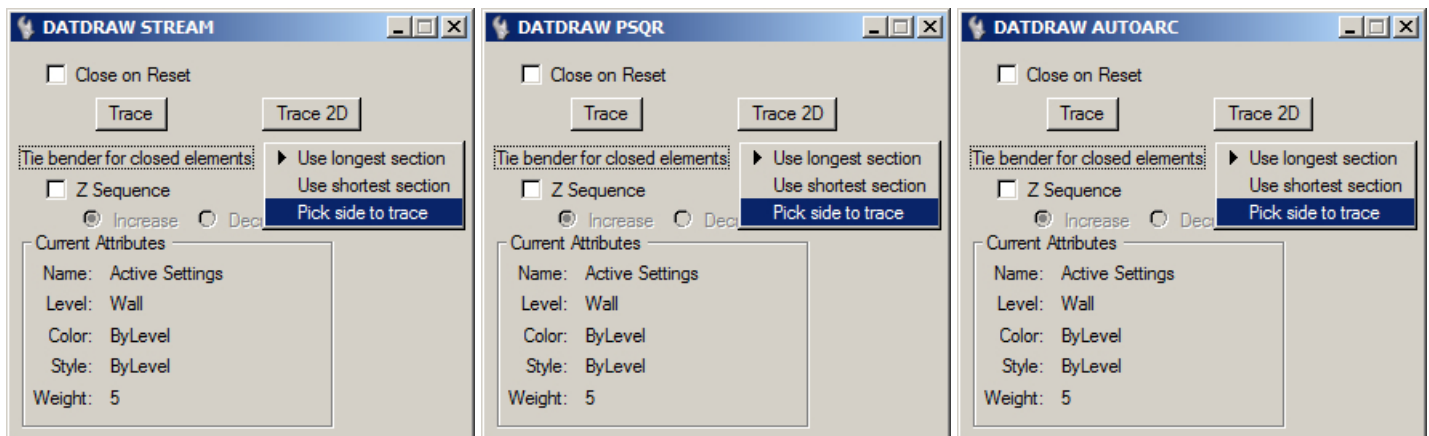 DATDRAW STREAM
Close on Reset
Trace Trace 2D
Tie bender for closed elements
Use longest section
Use shortest section
Pick side to trace
Z Sequence
Increase Decr
Current Attributes
Name: Active Settings
Level: Wall
Color: ByLevel
Style: ByLevel
Weight: 5
DATDRAW PSQR
Close on Reset
Trace Trace 2D
Tie bender for closed elements
Use longest section
Use shortest section
Pick side to trace
Z Sequence
Increase Decr
Current Attributes
Name: Active Settings
Level: Wall
Color: ByLevel
Style: ByLevel
Weight: 5
DATDRAW AUTOARC
Close on Reset
Trace Trace 2D
Tie bender for closed elements
Use longest section
Use shortest section
Pick side to trace
Z Sequence
Increase Decr
Current Attributes
Name: Active Settings
Level: Wall
Color: ByLevel
Style: ByLevel
Weight: 5